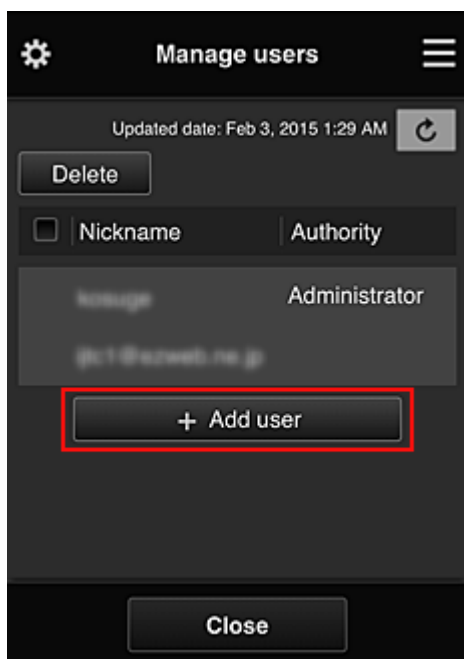 Manage users
Updated date: Feb 3, 2015 1:29 AM
Delete
Nickname Authority
Administrator
+ Add user
Close